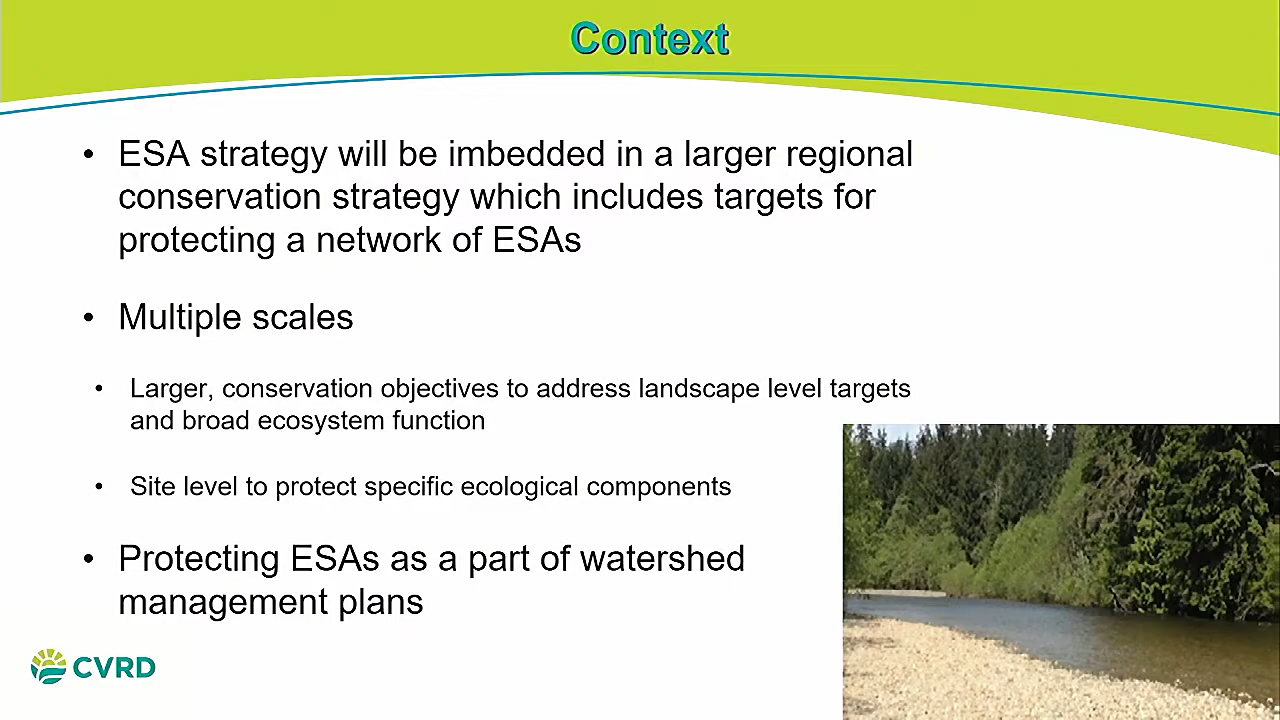 Context
• ESA strategy will be imbedded in a larger regional
conservation strategy which includes targets for
protecting a network of ESAs
• Multiple scales
• Larger, conservation objectives to address landscape level targets
and broad ecosystem function
• Site level to protect specific ecological components
• Protecting ESAs as a part of watershed
management plans
CVRD